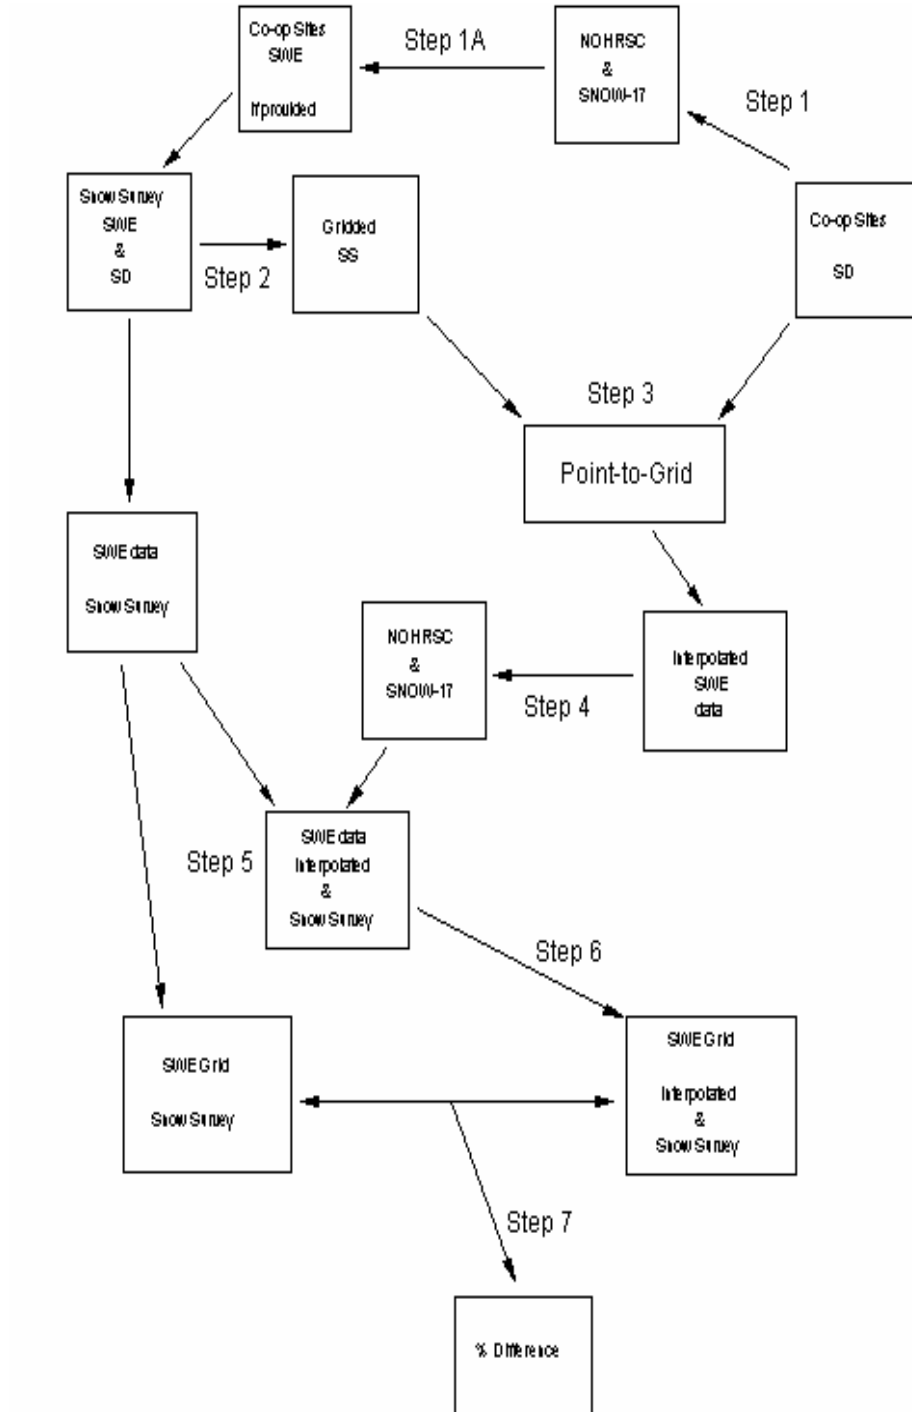 Co-op Sites
SWE
If provided
Step 1A
NOHRSC
&
SNOW-17
Step 1
Snow Survey
SWE
&
SD
Step 2
Gridded
SS
Co-op Sites
SD
Step 3
Point-to-Grid
SWE data
Snow Survey
NOHRSC
&
SNOW-17
Step 4
Interpolated
SWE
data
Step 5
SWE data
Interpolated
&
Snow Survey
Step 6
SWE Grid
Snow Survey
SWE Grid
Interpolated
&
Snow Survey
Step 7
% Difference